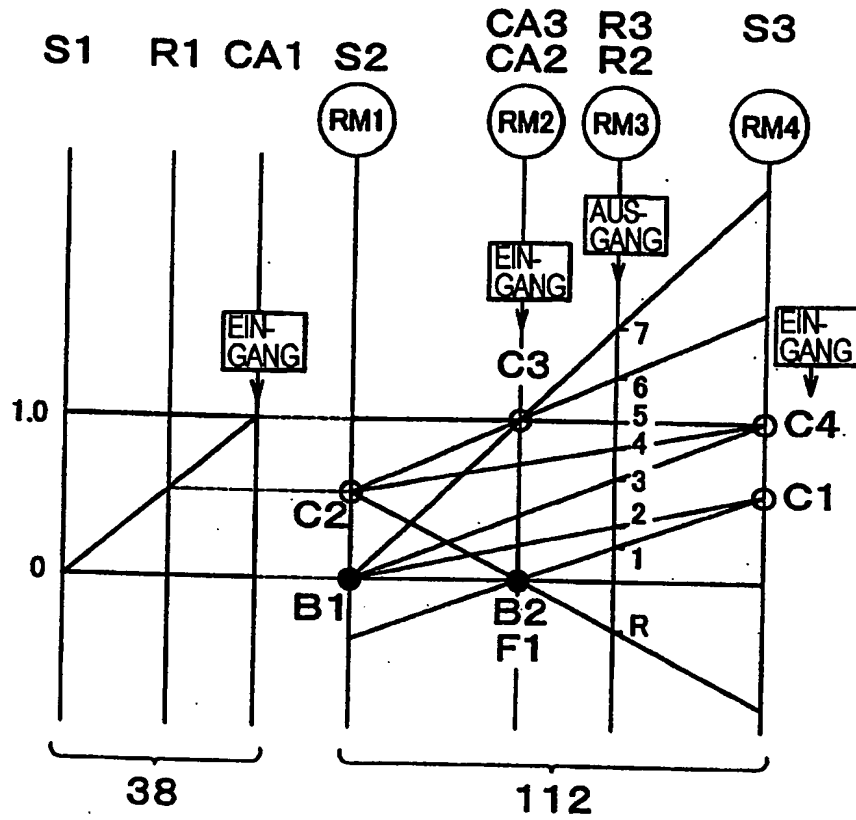 S1 R1 CA1 S2 CA3 R3 S3
CA2 R2
RM1 RM2 RM3 RM4
AUS-
GANG
EIN-
GANG
EIN-
GANG
EIN-
GANG
7
C3
6
1.0
5
C4
4
3
C2
2
C1
1
0
B1
B2
F1
R
38
112